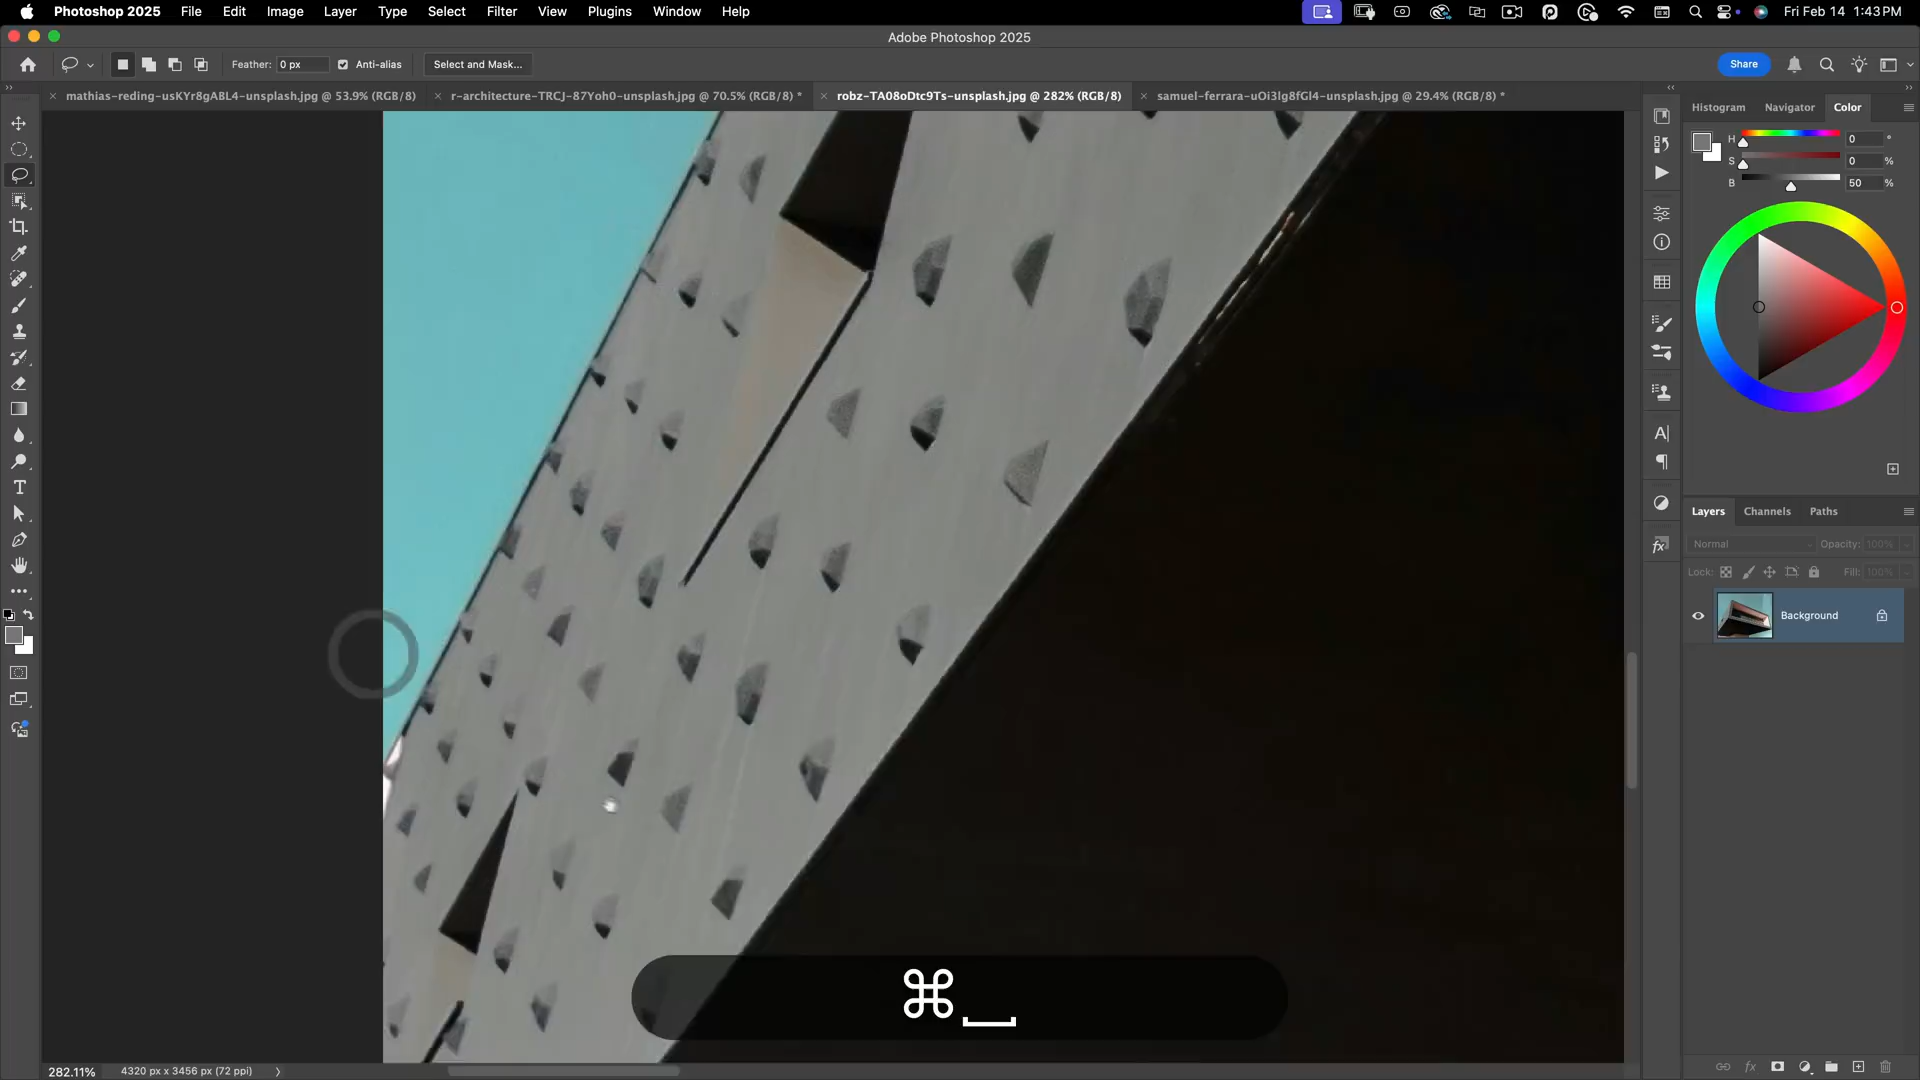 Photoshop 2025 File Edit Image Layer Type Select Filter View Plugins Window Help Fri Feb 14 1:43 PM
Adobe Photoshop 2025
Feather: 0 px Anti-alias Select and Mask... Share
mathias-reding-usKYr8gABL4-unsplash.jpg @ 53.9% (RGB/8) r-architecture-TRCJ-87Yoh0-unsplash.jpg @ 70.5% (RGB/8) * robz-TA08oDtc9Ts-unsplash.jpg @ 282% (RGB/8) samuel-ferrara-uOi3lg8fGl4-unsplash.jpg @ 29.4% (RGB/8) *
Histogram Navigator Color
H 0 °
S 0 %
B 50 %
Layers Channels Paths
Normal Opacity: 100%
Lock: Fill: 100%
Background
⌘
282.11% 4320 px x 3456 px (72 ppi)